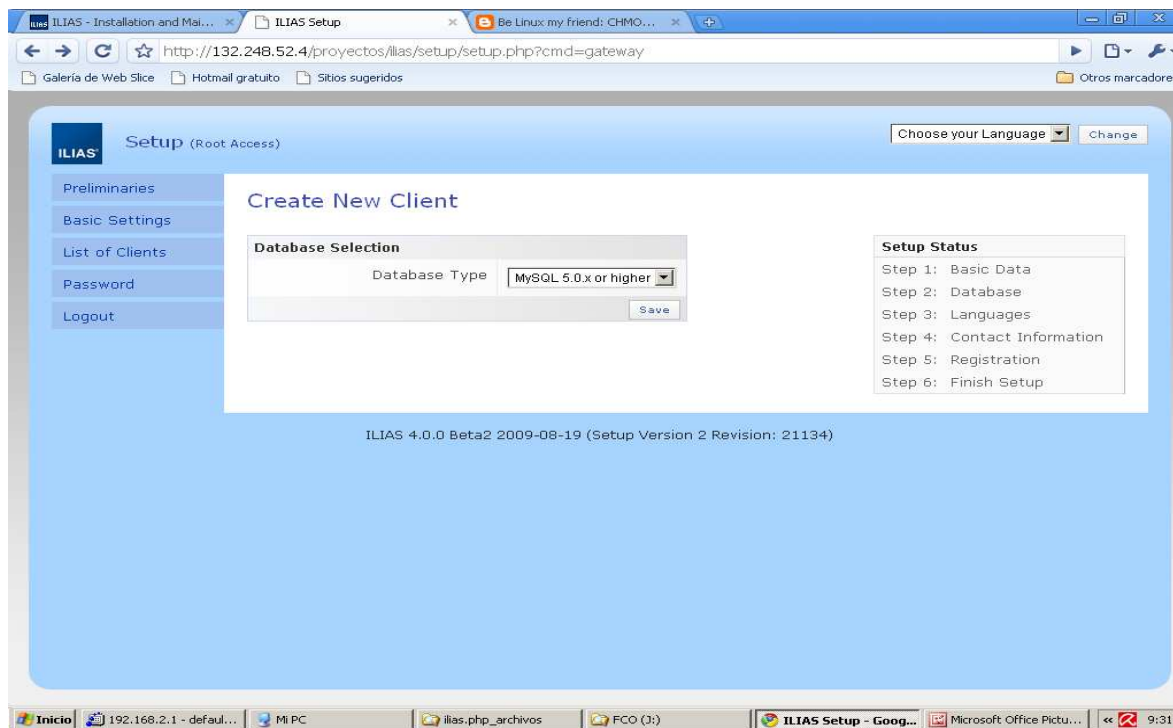 ILIAS - Installation and Mai...
ILIAS Setup
Be Linux my friend: CHMO...
http://132.248.52.4/proyectos/ilias/setup/setup.php?cmd=gateway
Galería de Web Slice
Hotmail gratuito
Sitios sugeridos
Otros marcadore
ILIAS
Setup (Root Access)
Choose your Language
Change
Preliminaries
Basic Settings
List of Clients
Password
Logout
Create New Client
Database Selection
Database Type
MySQL 5.0.x or higher
Save
Setup Status
Step 1: Basic Data
Step 2: Database
Step 3: Languages
Step 4: Contact Information
Step 5: Registration
Step 6: Finish Setup
ILIAS 4.0.0 Beta2 2009-08-19 (Setup Version 2 Revision: 21134)
Inicio
192.168.2.1 - defaul...
Mi PC
ilias.php_archivos
FCO (J:)
ILIAS Setup - Goog...
Microsoft Office Pictu...
«
9:31